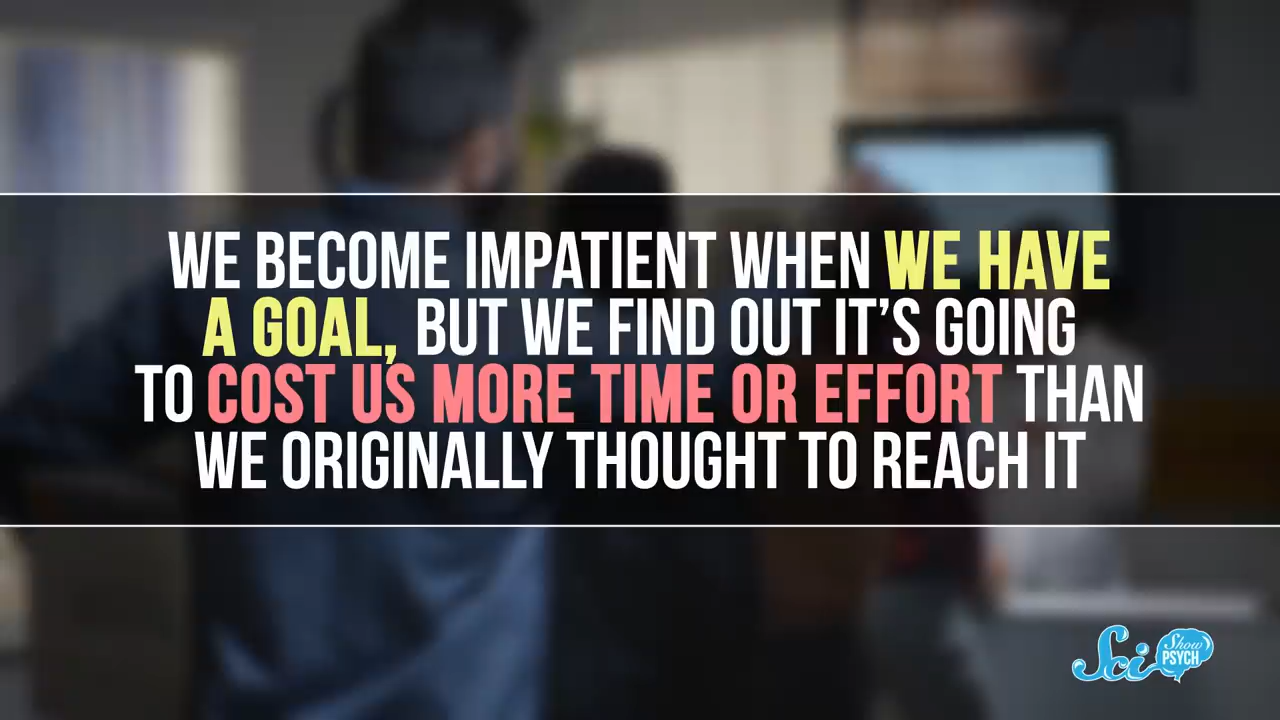 WE BECOME IMPATIENT WHEN WE HAVE
A GOAL, BUT WE FIND OUT IT'S GOING
TO COST US MORE TIME OR EFFORT THAN
WE ORIGINALLY THOUGHT TO REACH IT
Sci Show
PSYCH